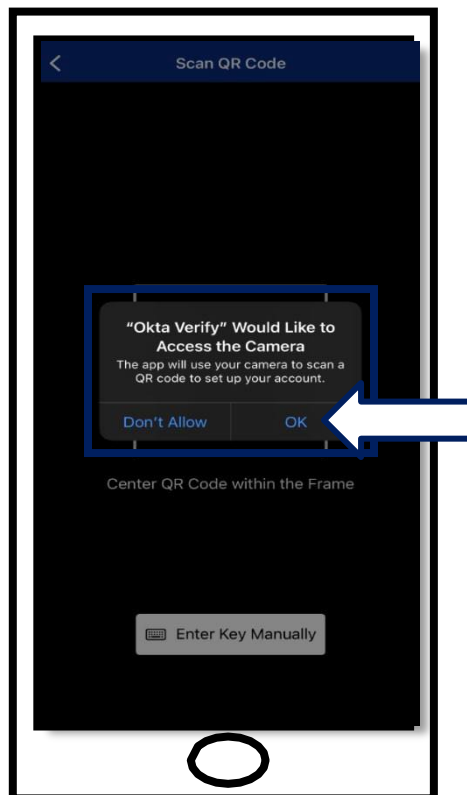 Scan QR Code
“Okta Verify” Would Like to
Access the Camera
The app will use your camera to scan a
QR code to set up your account.
Don’t Allow
OK
Center QR Code within the Frame
Enter Key Manually